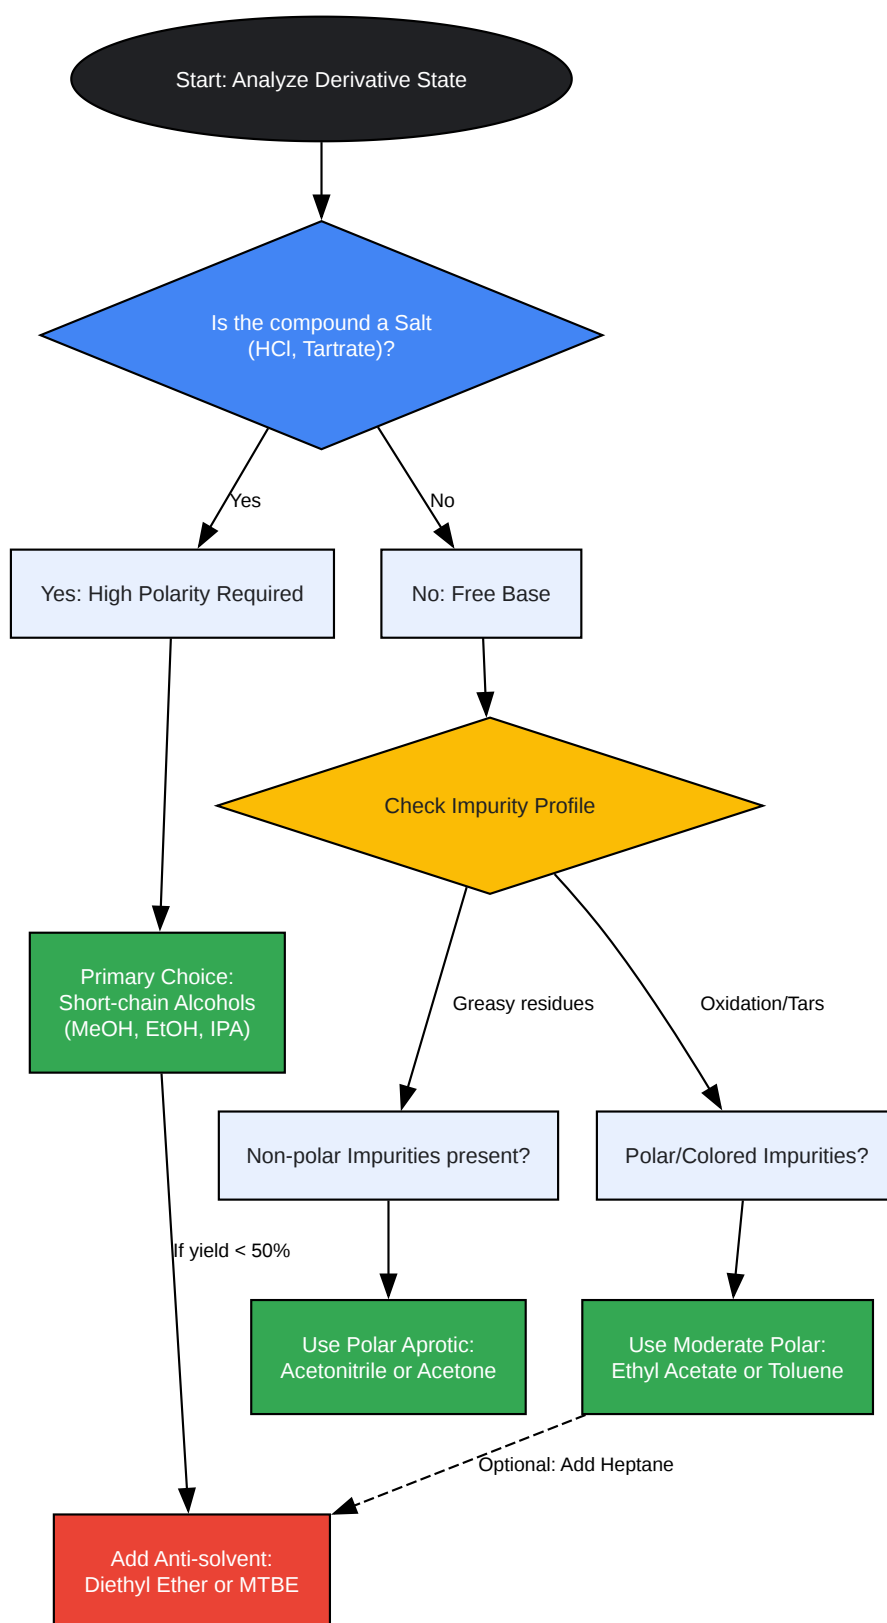 Start: Analyze Derivative State
Is the compound a Salt
(HCl, Tartrate)?
Yes
No
Yes: High Polarity Required
No: Free Base
Check Impurity Profile
Primary Choice:
Short-chain Alcohols
(MeOH, EtOH, IPA)
Greasy residues
Oxidation/Tars
Non-polar Impurities present?
Polar/Colored Impurities?
If yield < 50%
Use Polar Aprotic:
Acetonitrile or Acetone
Use Moderate Polar:
Ethyl Acetate or Toluene
Optional: Add Heptane
Add Anti-solvent:
Diethyl Ether or MTBE